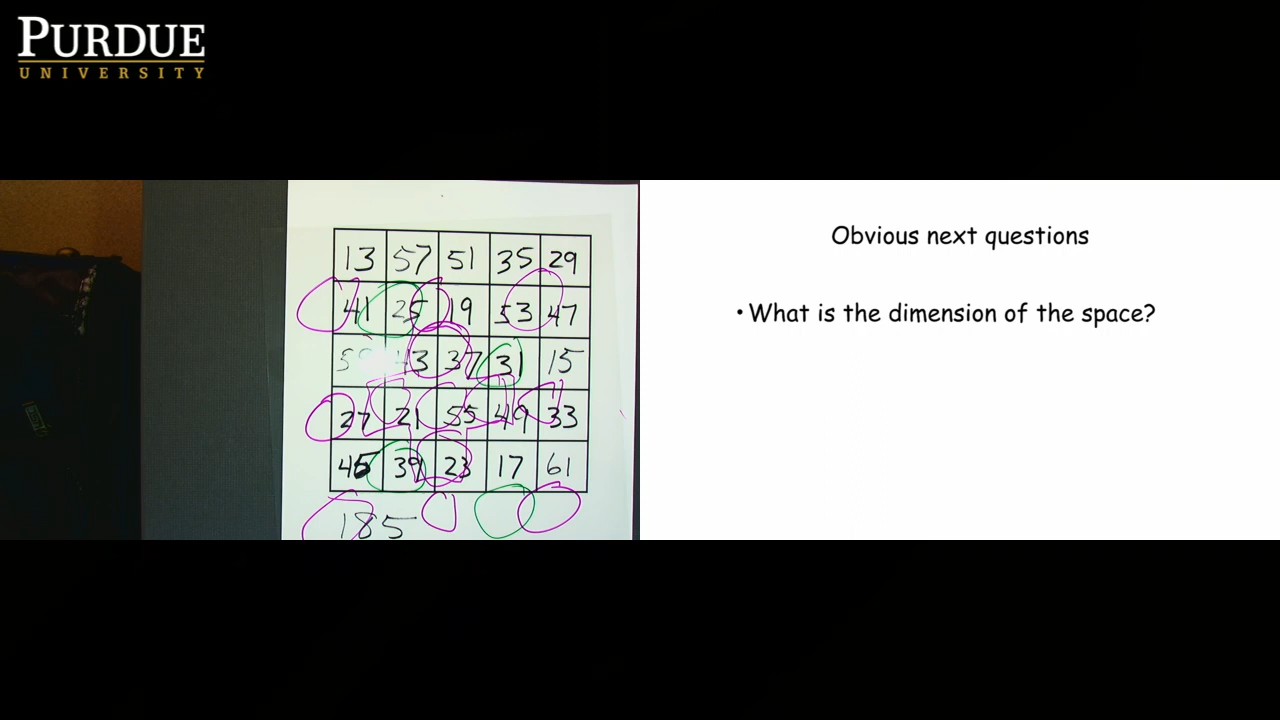 PURDUE
UNIVERSITY
13 57 51 35 29
41 25 19 53 47
43 37 31 15
27 21 55 49 33
45 39 23 17 61
185
Obvious next questions
• What is the dimension of the space?